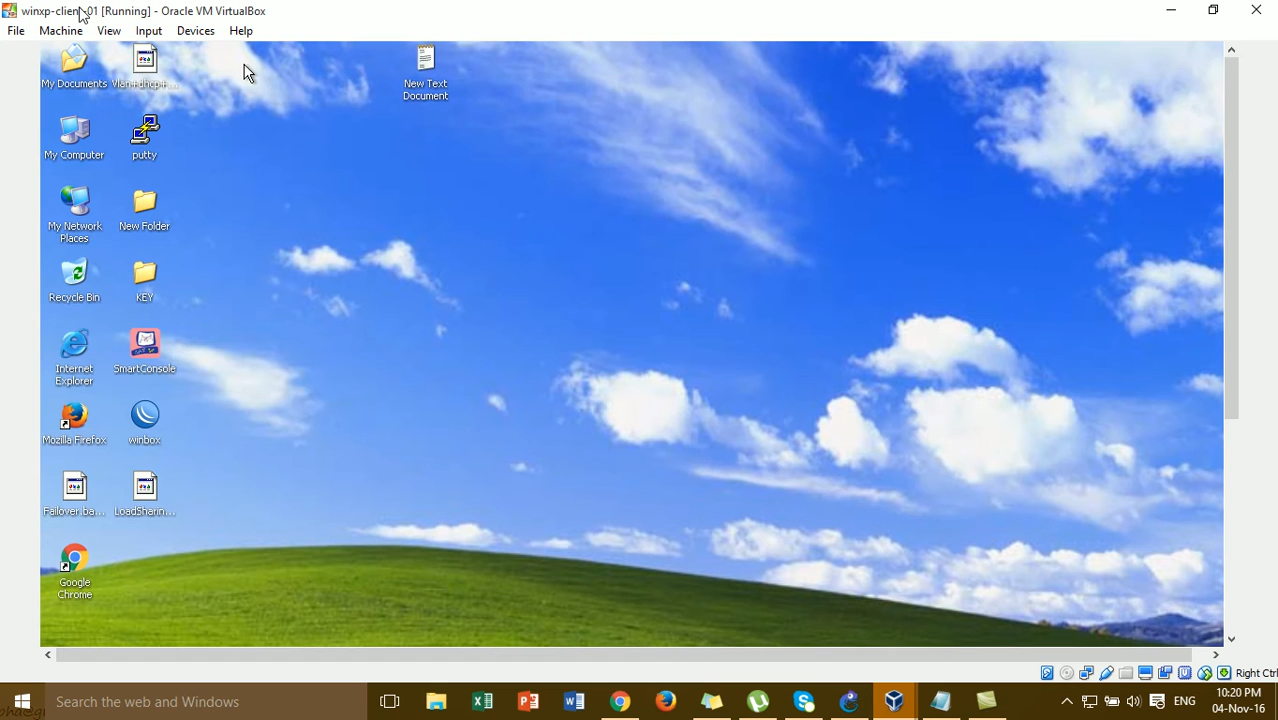 winxp-client-01 [Running] - Oracle VM VirtualBox
File Machine View Input Devices Help
My Documents
Vlan+dhcp+...
New Text Document
My Computer
putty
My Network Places
New Folder
Recycle Bin
KEY
Internet Explorer
SmartConsole
Mozilla Firefox
winbox
Failover.ba...
LoadSharin...
Google Chrome
Right Ctrl
Search the web and Windows
ENG
10:20 PM
04-Nov-16